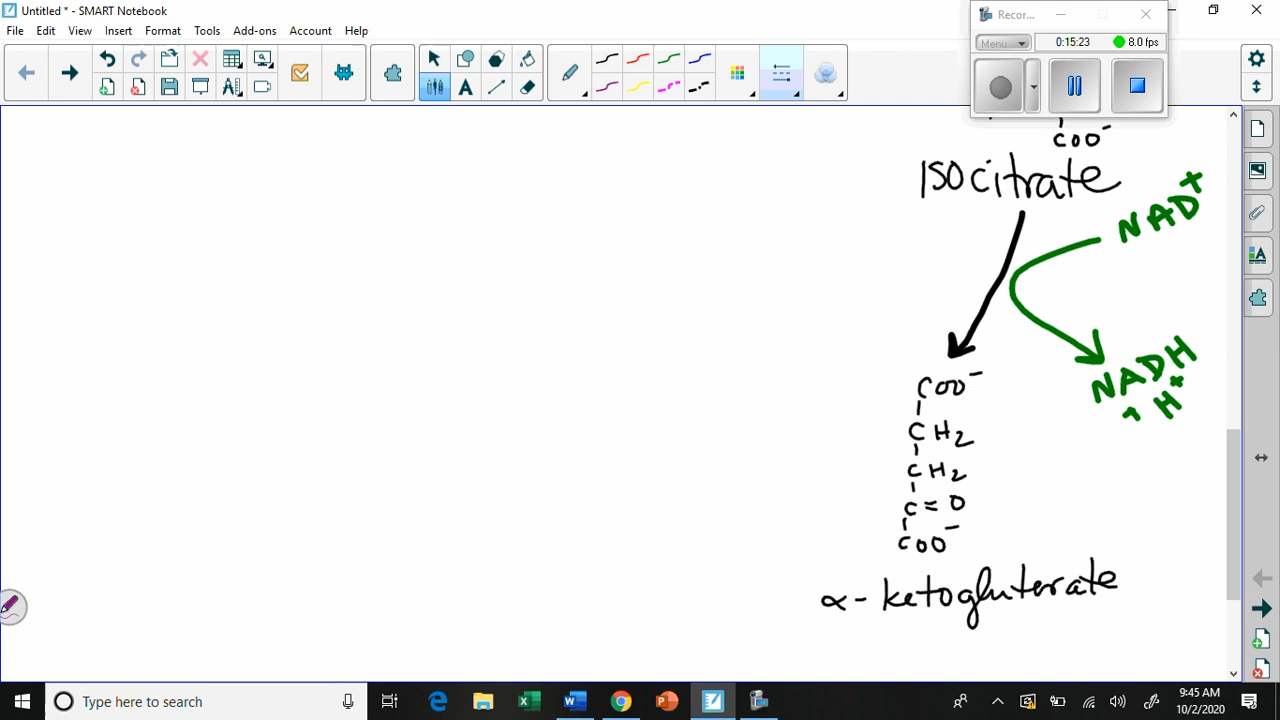 Untitled * - SMART Notebook
Recor...
File Edit View Insert Format Tools Add-ons Account Help
Menu
0:15:23
8.0 fps
COO⁻
Isocitrate
NAD⁺
NADH
+ H⁺
COO⁻
CH₂
CH₂
C=O
COO⁻
α-ketogluterate
Type here to search
9:45 AM
10/2/2020